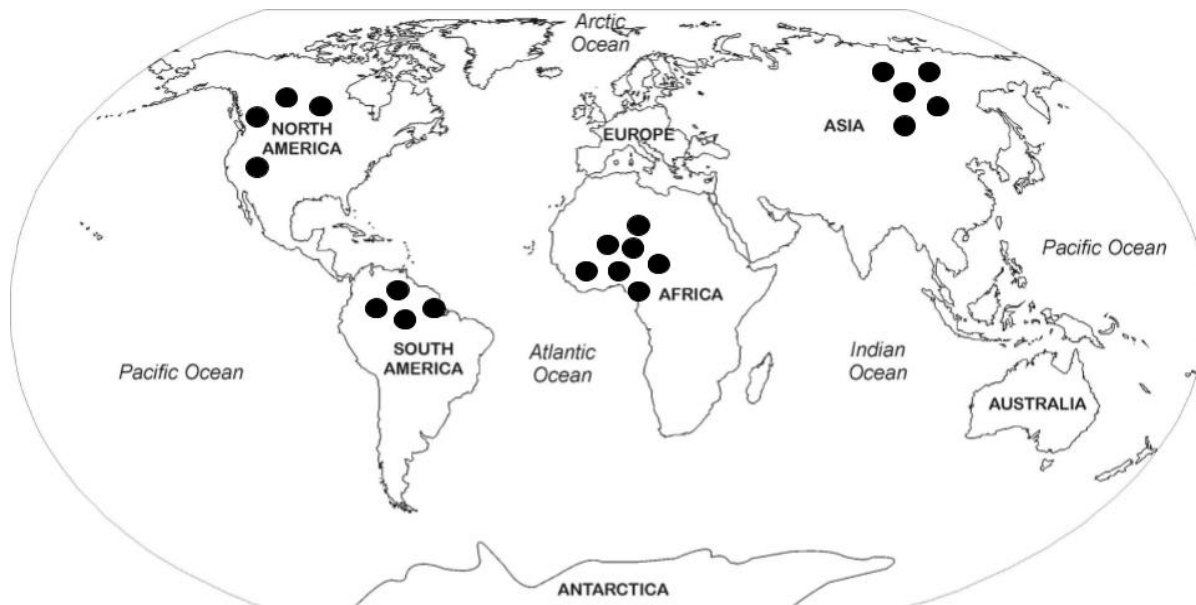 Arctic
Ocean
NORTH
AMERICA
EUROPE
ASIA
Pacific Ocean
AFRICA
SOUTH
AMERICA
Pacific Ocean
Atlantic
Ocean
Indian
Ocean
AUSTRALIA
ANTARCTICA